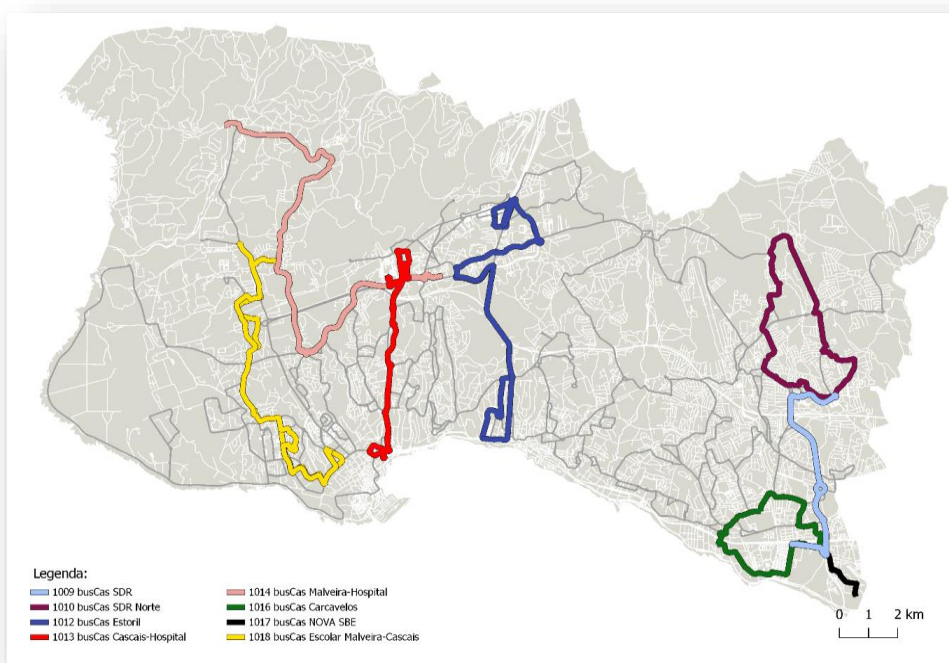 Legenda:
1009 busCas SDR
1010 busCas SDR Norte
1012 busCas Estoril
1013 busCas Cascais-Hospital
1014 busCas Malveira-Hospital
1016 busCas Carcavelos
1017 busCas NOVA SBE
1018 busCas Escolar Malveira-Cascais
0 1 2 km